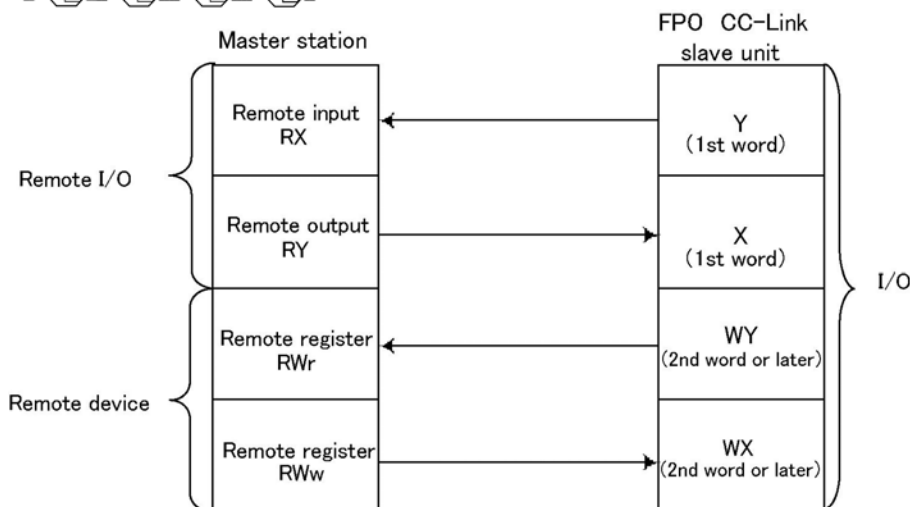 Master station
FPO CC-Link
slave unit
Remote input
RX
Y
(1st word)
Remote I/O
Remote output
RY
X
(1st word)
I/O
Remote register
RWr
WY
(2nd word or later)
Remote device
Remote register
RWw
WX
(2nd word or later)